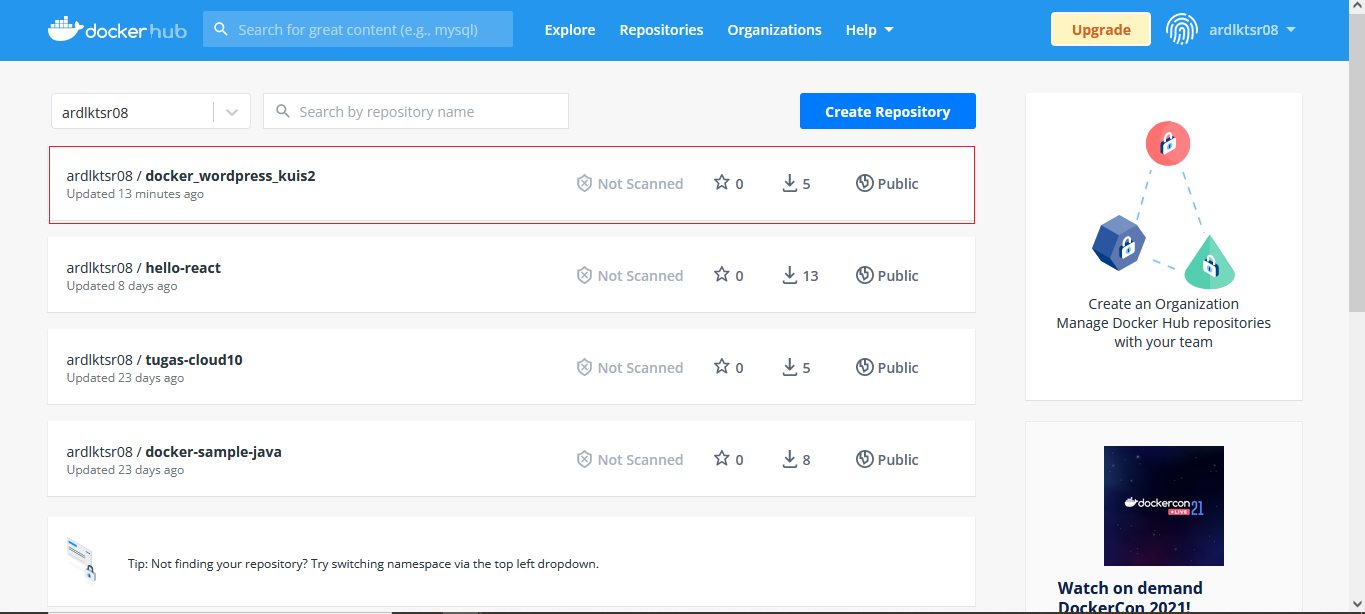 docker hub
Search for great content (e.g., mysql)
Explore
Repositories
Organizations
Help
Upgrade
ardlktsr08
ardlktsr08
Search by repository name
Create Repository
ardlktsr08 / docker_wordpress_kuis2
Updated 13 minutes ago
Not Scanned
0
5
Public
ardlktsr08 / hello-react
Updated 8 days ago
Not Scanned
0
13
Public
ardlktsr08 / tugas-cloud10
Updated 23 days ago
Not Scanned
0
5
Public
ardlktsr08 / docker-sample-java
Updated 23 days ago
Not Scanned
0
8
Public
Tip: Not finding your repository? Try switching namespace via the top left dropdown.
Create an Organization
Manage Docker Hub repositories
with your team
dockercon
LIVE 21
Watch on demand
DockerCon 2021!